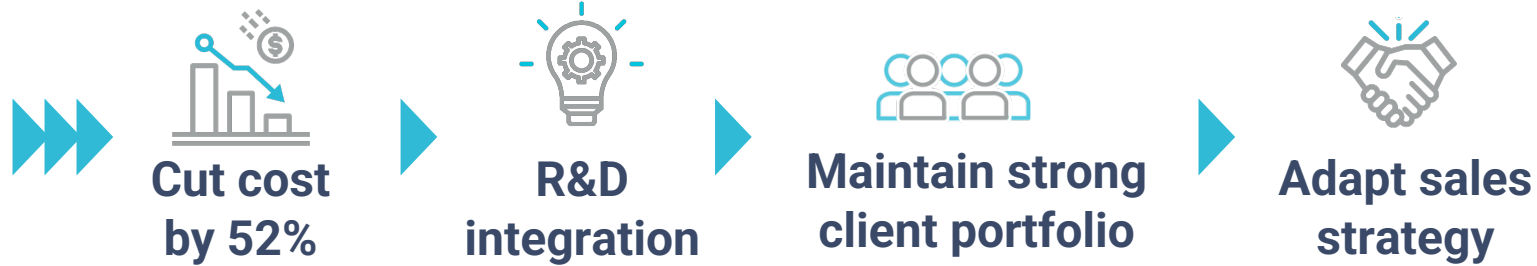 Cut cost
by 52%
R&D
integration
Maintain strong
client portfolio
Adapt sales
strategy